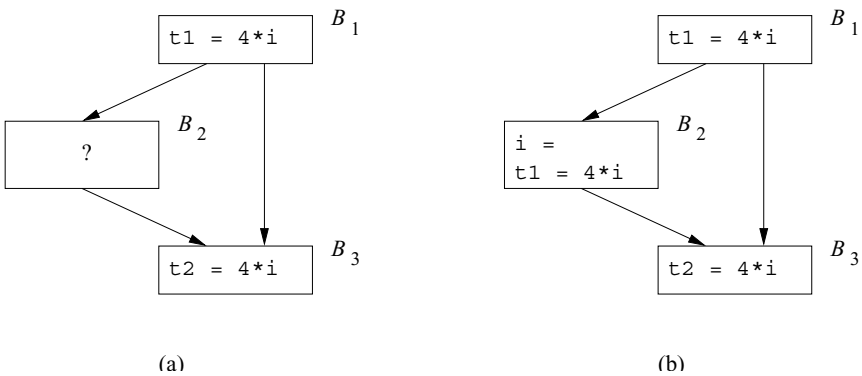 B1
t1 = 4*i
B2
?
B3
t2 = 4*i
(a)
B1
t1 = 4*i
B2
i =
t1 = 4*i
B3
t2 = 4*i
(b)